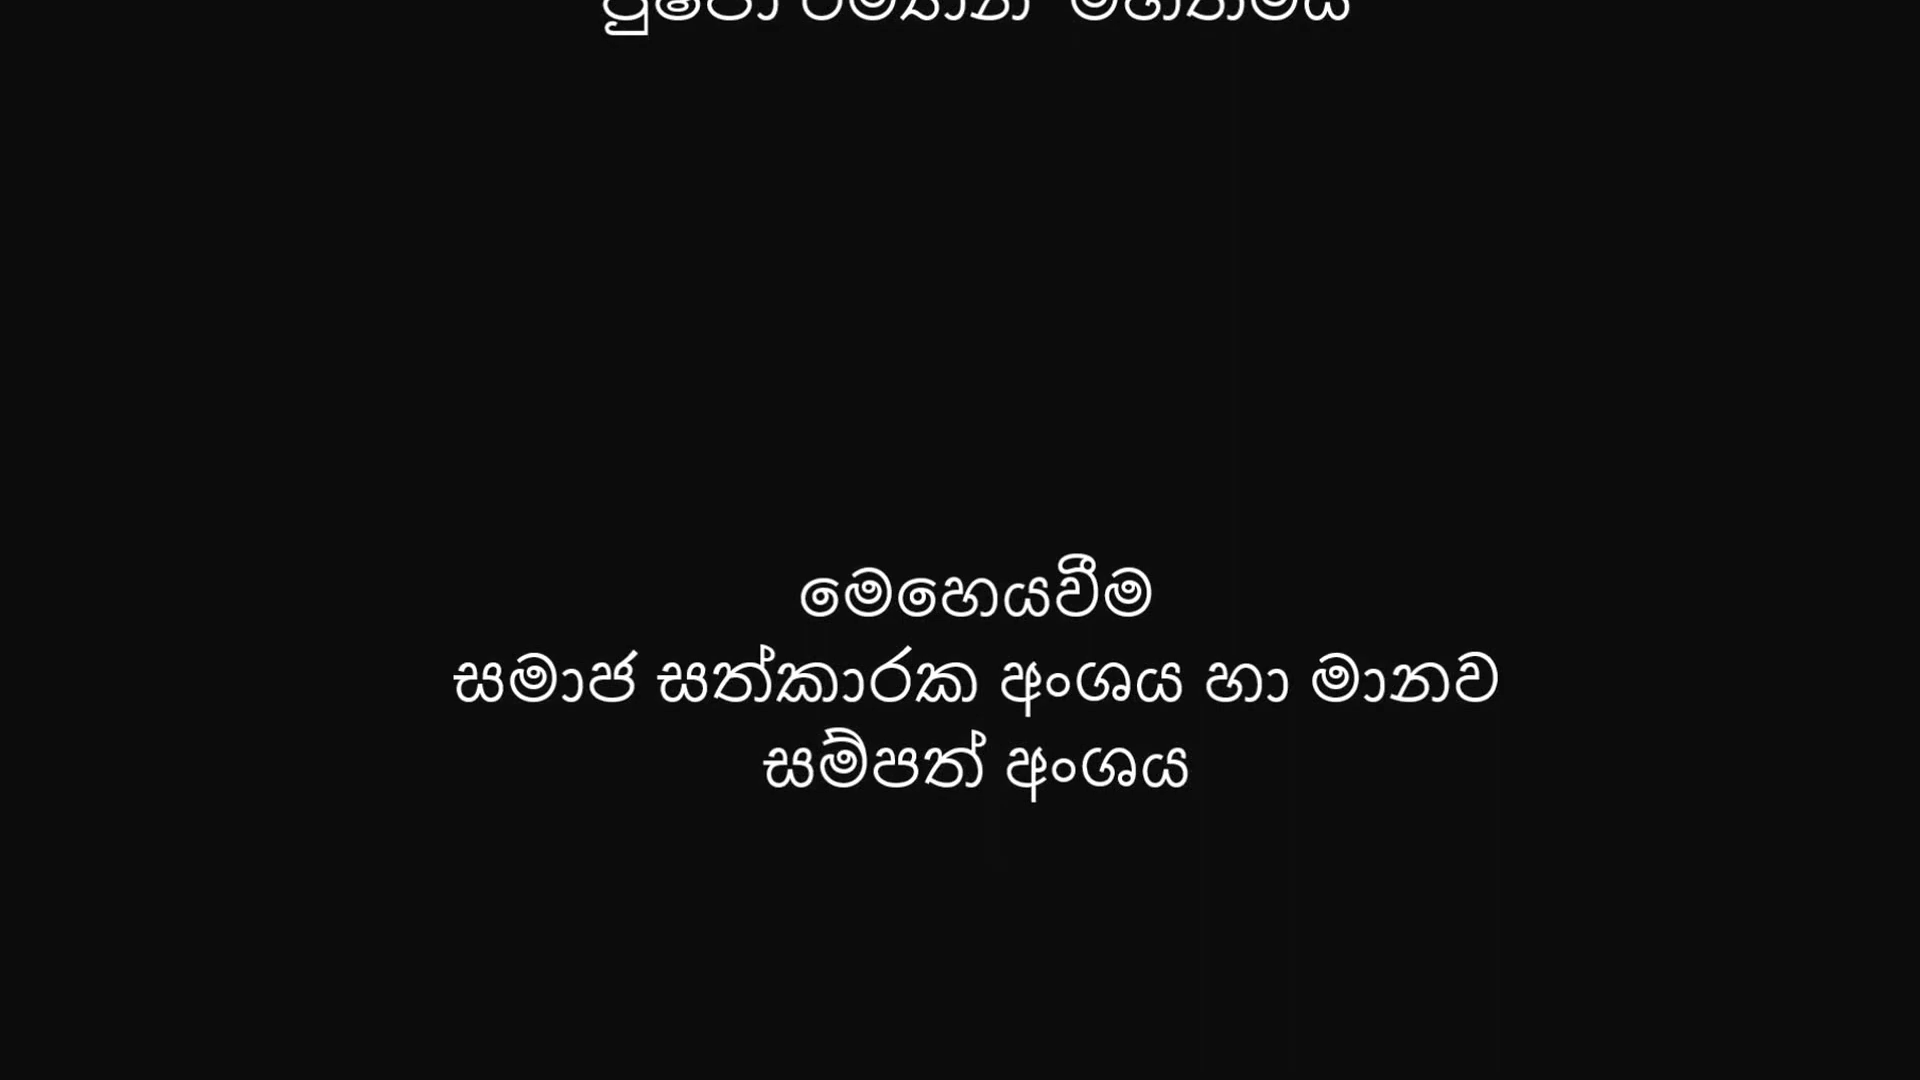 මෙහෙයවීම
සමාජ සත්කාරක අංශය හා මානව
සම්පත් අංශය